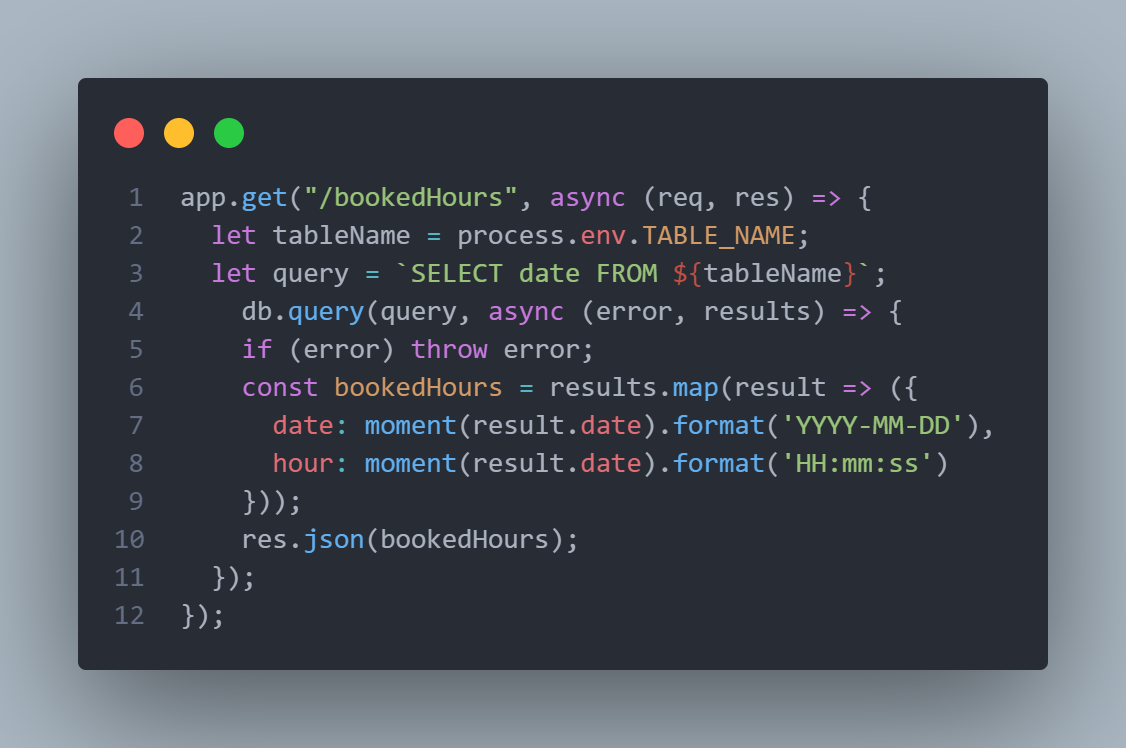 1 app.get("/bookedHours", async (req, res) => {
2 let tableName = process.env.TABLE_NAME;
3 let query = `SELECT date FROM ${tableName}`;
4 db.query(query, async (error, results) => {
5 if (error) throw error;
6 const bookedHours = results.map(result => ({
7 date: moment(result.date).format('YYYY-MM-DD'),
8 hour: moment(result.date).format('HH:mm:ss')
9 }));
10 res.json(bookedHours);
11 });
12 });